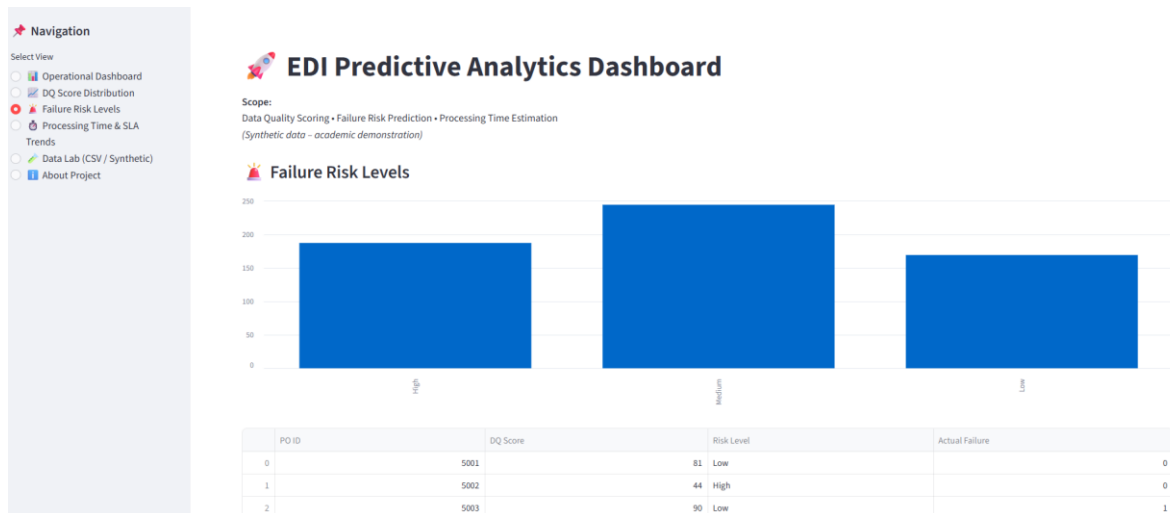 📌 Navigation
Select View
📊 Operational Dashboard
📈 DQ Score Distribution
🚨 Failure Risk Levels
⏱ Processing Time & SLA
Trends
🧪 Data Lab (CSV / Synthetic)
ℹ️ About Project
🚀 EDI Predictive Analytics Dashboard
Scope:
Data Quality Scoring • Failure Risk Prediction • Processing Time Estimation
(Synthetic data – academic demonstration)
🚨 Failure Risk Levels
250
200
150
100
50
0
High
Medium
Low
PO ID DQ Score Risk Level Actual Failure
0 5001 81 Low 0
1 5002 44 High 0
2 5003 90 Low 1